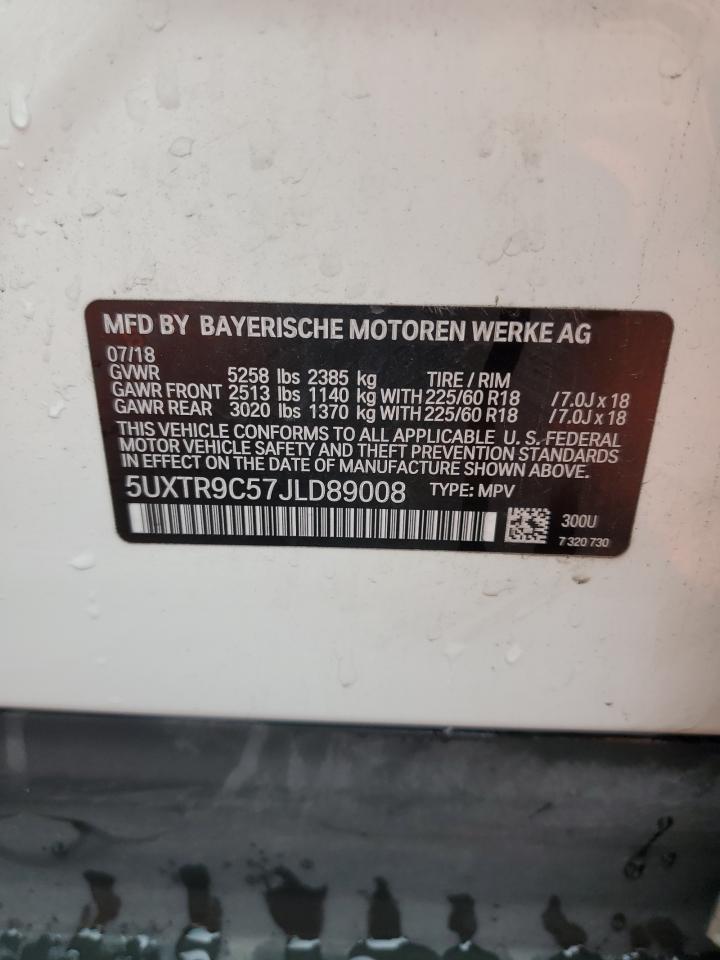 MFD BY BAYERISCHE MOTOREN WERKE AG
07/18
GVWR 5258 lbs 2385 kg TIRE / RIM
GAWR FRONT 2513 lbs 1140 kg WITH 225/60 R18 /7.0J x 18
GAWR REAR 3020 lbs 1370 kg WITH 225/60 R18 /7.0J x 18
THIS VEHICLE CONFORMS TO ALL APPLICABLE U. S. FEDERAL
MOTOR VEHICLE SAFETY AND THEFT PREVENTION STANDARDS
IN EFFECT ON THE DATE OF MANUFACTURE SHOWN ABOVE.
5UXTR9C57JLD89008 TYPE: MPV
300U
7 320 730